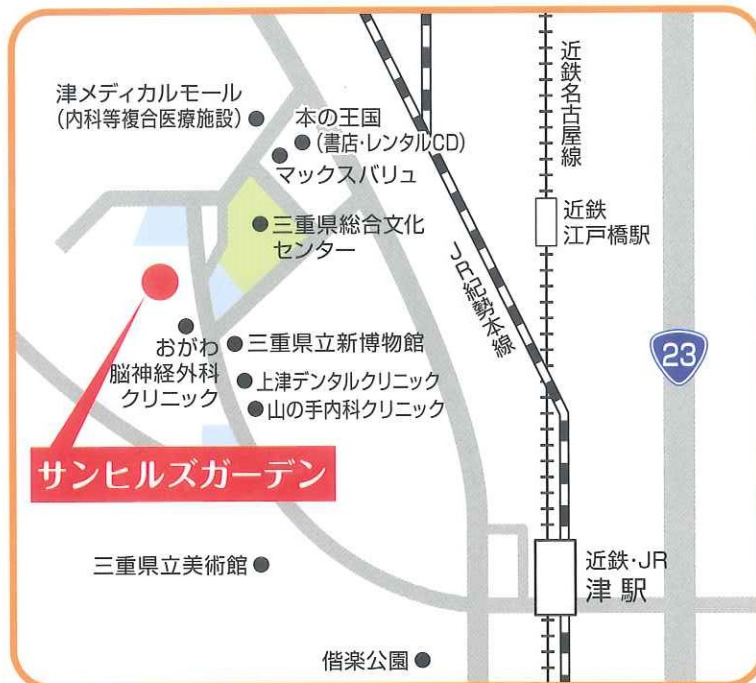 津メディカルモール
（内科等複合医療施設）
本の王国
（書店・レンタルCD）
マックスバリュ
三重県総合文化
センター
近鉄名古屋線
近鉄
江戸橋駅
JR紀勢本線
23
おがわ
脳神経外科
クリニック
三重県立新博物館
上津デンタルクリニック
山の手内科クリニック
サンヒルズガーデン
三重県立美術館
近鉄・JR
津駅
偕楽公園